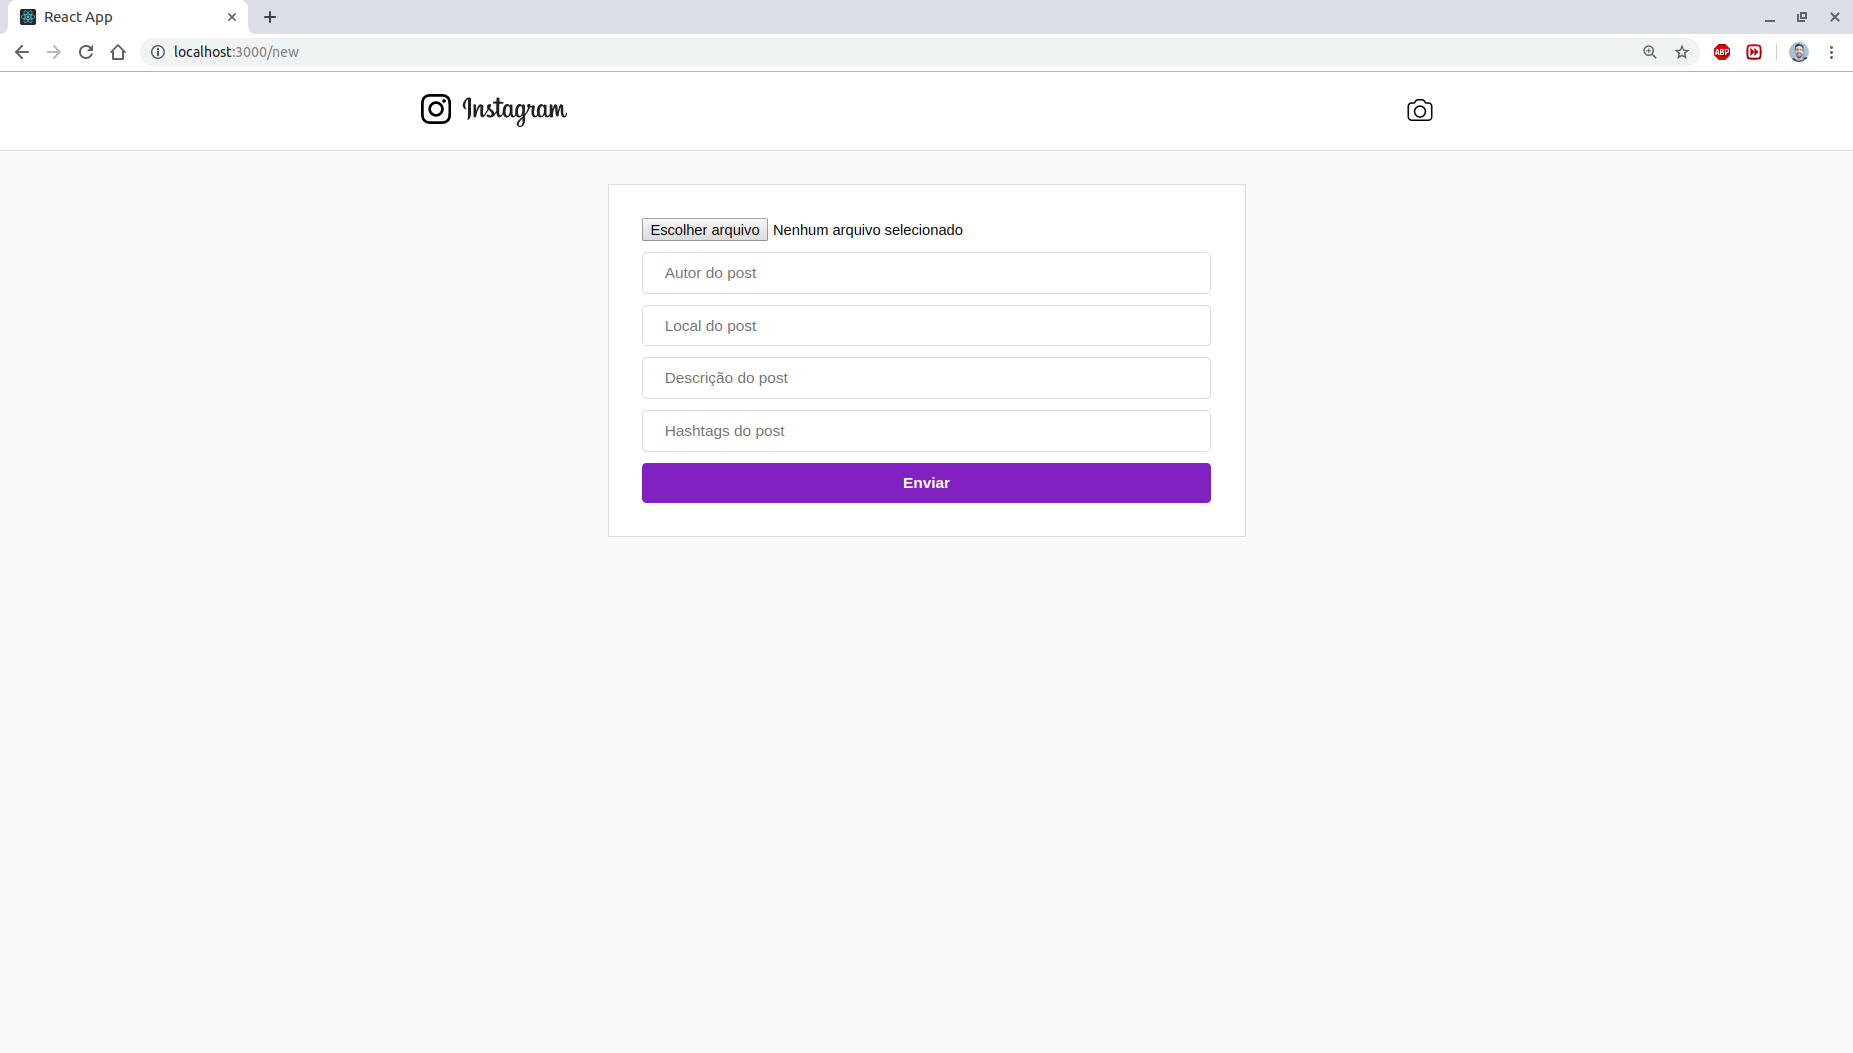 React App
localhost:3000/new
ABP
Instagram
Escolher arquivo Nenhum arquivo selecionado
Autor do post
Local do post
Descrição do post
Hashtags do post
Enviar